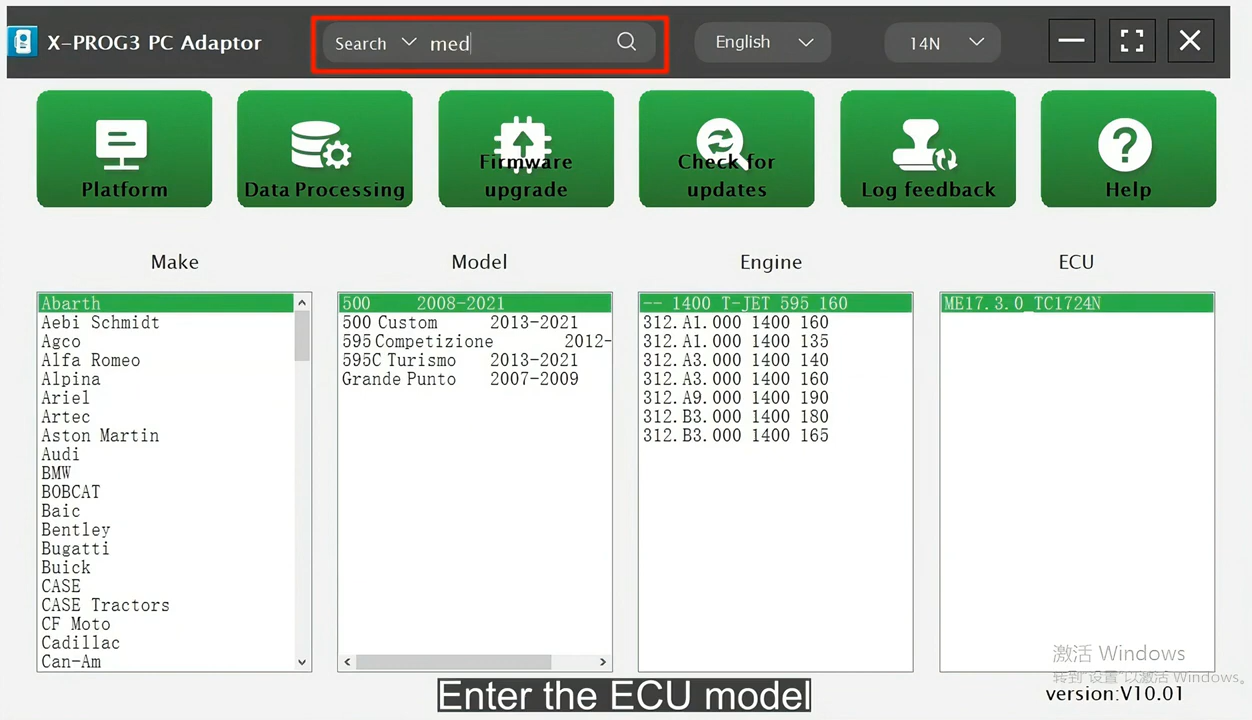 X-PROG3 PC Adaptor
Search med
English
14N
Platform
Data Processing
Firmware
upgrade
Check for
updates
Log feedback
Help
Make
Model
Engine
ECU
Abarth
Aebi Schmidt
Agco
Alfa Romeo
Alpina
Ariel
Artec
Aston Martin
Audi
BMW
BOBCAT
Baic
Bentley
Bugatti
Buick
CASE
CASE Tractors
CF Moto
Cadillac
Can-Am
500 2008-2021
500 Custom 2013-2021
595 Competizione 2012-
595C Turismo 2013-2021
Grande Punto 2007-2009
-- 1400 T-JET 595 160
312.A1.000 1400 160
312.A1.000 1400 135
312.A3.000 1400 140
312.A3.000 1400 160
312.A9.000 1400 190
312.B3.000 1400 180
312.B3.000 1400 165
ME17.3.0_TC1724N
激活 Windows
转到"设置"以激活 Windows。
version:V10.01
Enter the ECU model